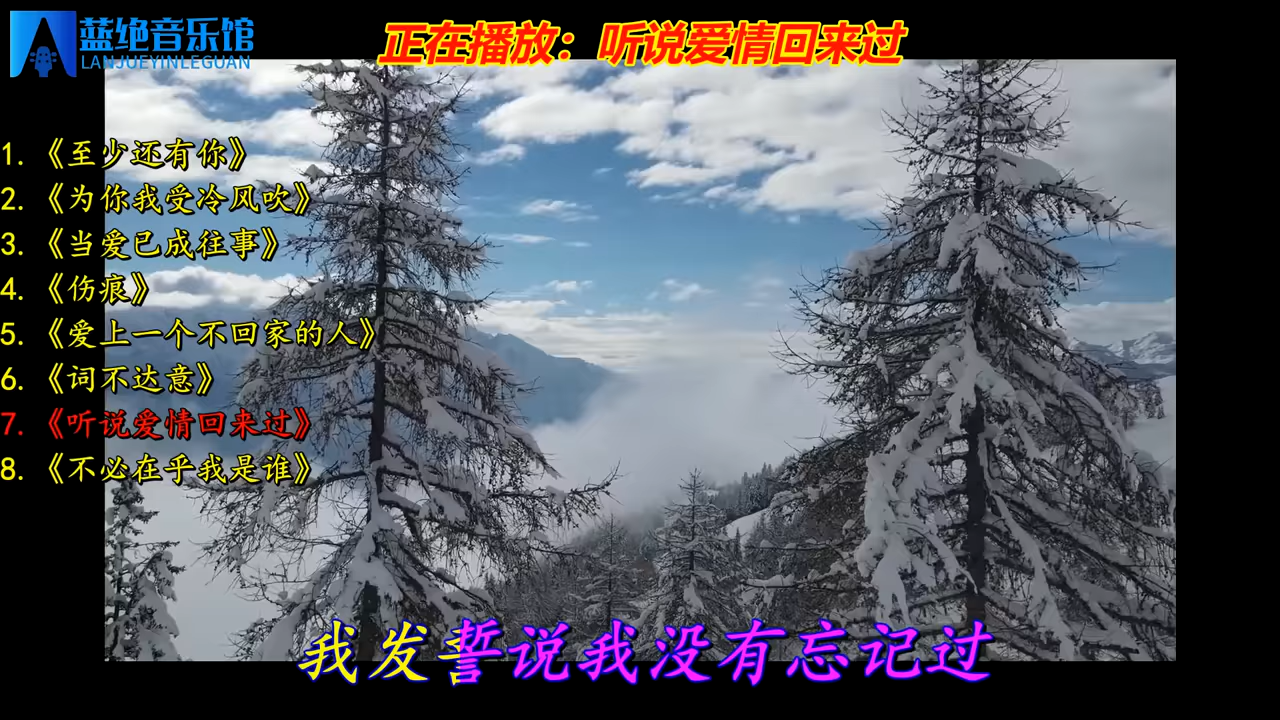 蓝绝音乐馆
LANJUEYINLEGUAN
正在播放：听说爱情回来过
1.《至少还有你》
2.《为你我受冷风吹》
3.《当爱已成往事》
4.《伤痕》
5.《爱上一个不回家的人》
6.《词不达意》
7.《听说爱情回来过》
8.《不必在乎我是谁》
我发誓说我没有忘记过